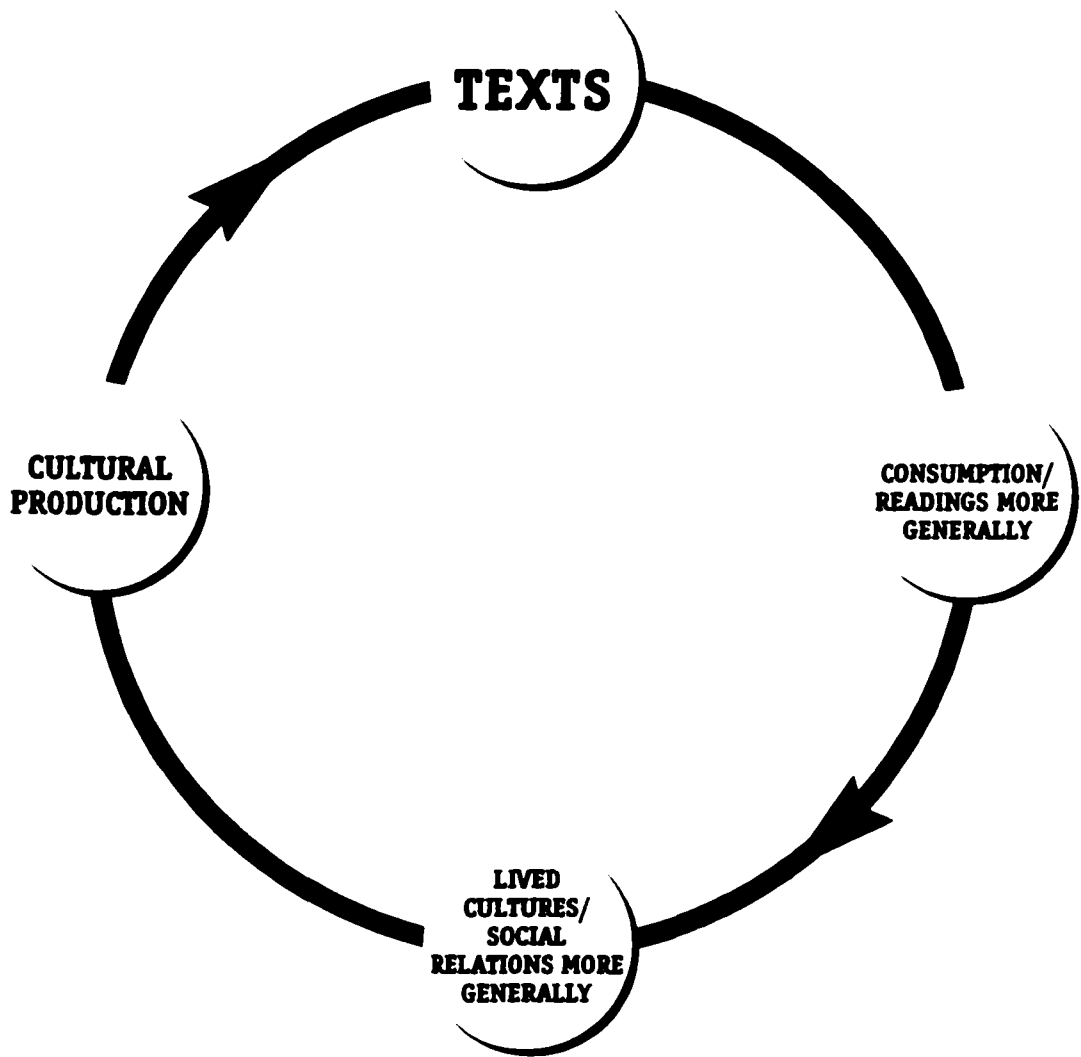 TEXTS
CULTURAL
PRODUCTION
CONSUMPTION/
READINGS MORE
GENERALLY
LIVED
CULTURES/
SOCIAL
RELATIONS MORE
GENERALLY